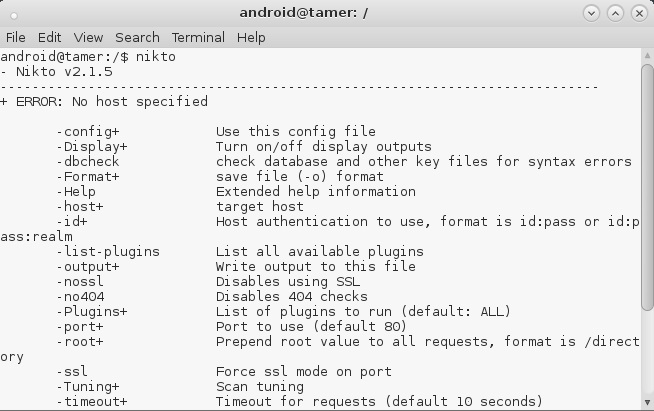 android@tamer: /
File Edit View Search Terminal Help
android@tamer:/$ nikto
- Nikto v2.1.5
---------------------------------------------------------------------------
+ ERROR: No host specified
-config+ Use this config file
-Display+ Turn on/off display outputs
-dbcheck check database and other key files for syntax errors
-Format+ save file (-o) format
-Help Extended help information
-host+ target host
-id+ Host authentication to use, format is id:pass or id:p
ass:realm
-list-plugins List all available plugins
-output+ Write output to this file
-nossl Disables using SSL
-no404 Disables 404 checks
-Plugins+ List of plugins to run (default: ALL)
-port+ Port to use (default 80)
-root+ Prepend root value to all requests, format is /direct
ory
-ssl Force ssl mode on port
-Tuning+ Scan tuning
-timeout+ Timeout for requests (default 10 seconds)